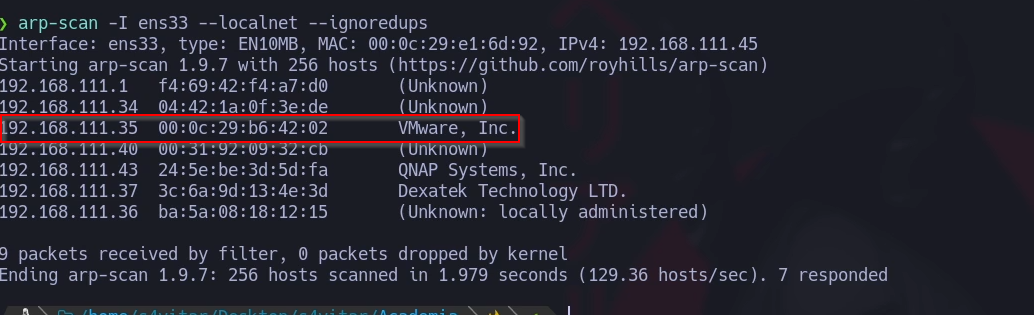 ❯ arp-scan -I ens33 --localnet --ignoredups
Interface: ens33, type: EN10MB, MAC: 00:0c:29:e1:6d:92, IPv4: 192.168.111.45
Starting arp-scan 1.9.7 with 256 hosts (https://github.com/royhills/arp-scan)
192.168.111.1 f4:69:42:f4:a7:d0 (Unknown)
192.168.111.34 04:42:1a:0f:3e:de (Unknown)
192.168.111.35 00:0c:29:b6:42:02 VMware, Inc.
192.168.111.40 00:31:92:09:32:cb (Unknown)
192.168.111.43 24:5e:be:3d:5d:fa QNAP Systems, Inc.
192.168.111.37 3c:6a:9d:13:4e:3d Dexatek Technology LTD.
192.168.111.36 ba:5a:08:18:12:15 (Unknown: locally administered)
9 packets received by filter, 0 packets dropped by kernel
Ending arp-scan 1.9.7: 256 hosts scanned in 1.979 seconds (129.36 hosts/sec). 7 responded